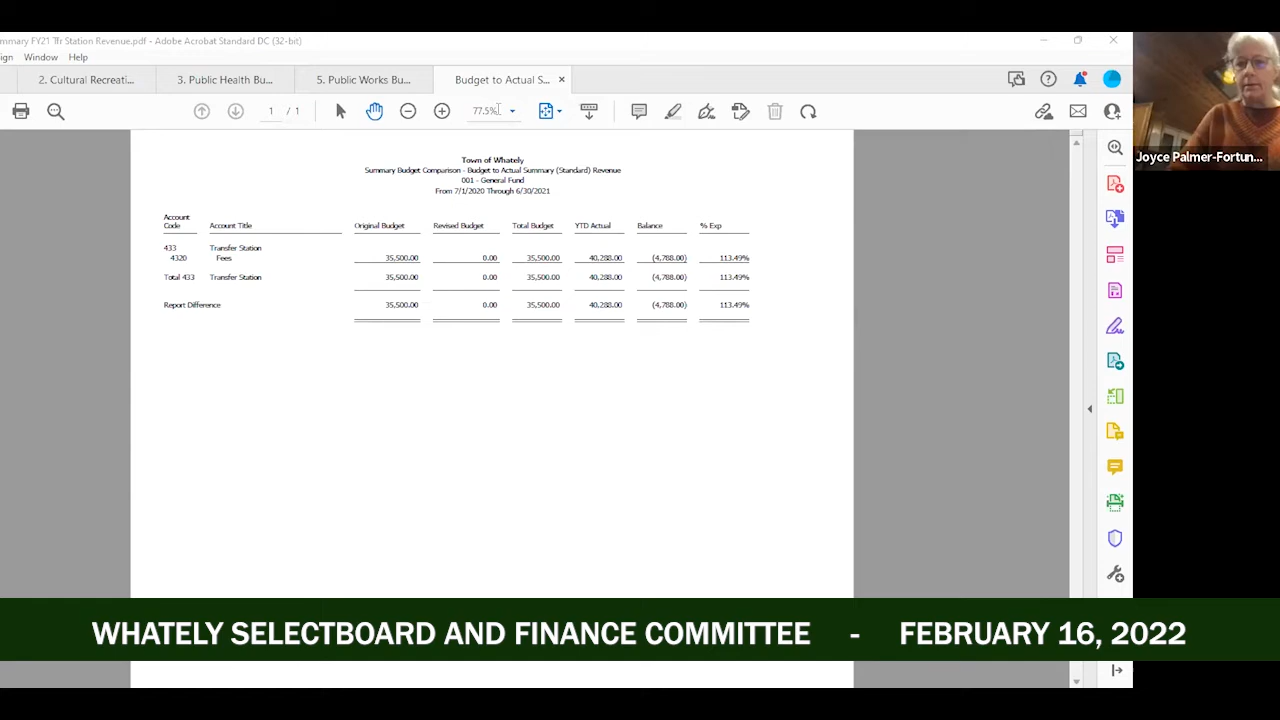 mmary FY21 Tfr Station Revenue.pdf - Adobe Acrobat Standard DC (32-bit)
ign Window Help
2. Cultural Recreati... 3. Public Health Bu... 5. Public Works Bu... Budget to Actual S... ×
1 / 1 77.5%
Joyce Palmer-Fortun...
Town of Whately
Summary Budget Comparison - Budget to Actual Summary (Standard) Revenue
001 - General Fund
From 7/1/2020 Through 6/30/2021
Account Code Account Title Original Budget Revised Budget Total Budget YTD Actual Balance % Exp
433 Transfer Station
4320 Fees 35,500.00 0.00 35,500.00 40,288.00 (4,788.00) 113.49%
Total 433 Transfer Station 35,500.00 0.00 35,500.00 40,288.00 (4,788.00) 113.49%
Report Difference 35,500.00 0.00 35,500.00 40,288.00 (4,788.00) 113.49%
WHATELY SELECTBOARD AND FINANCE COMMITTEE - FEBRUARY 16, 2022